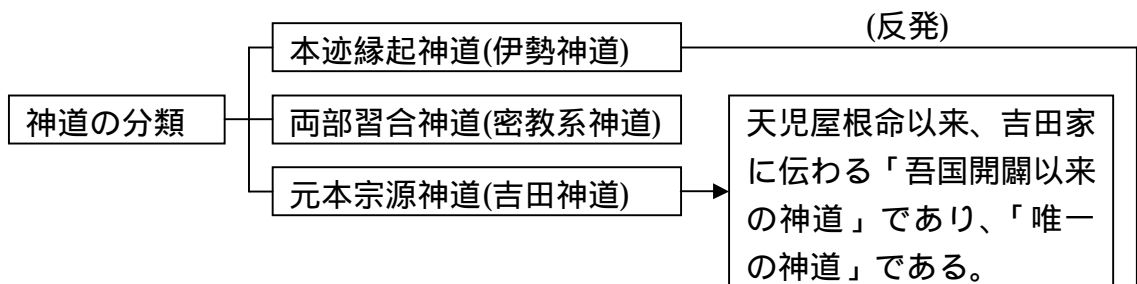 (反発)
本迹縁起神道(伊勢神道)
神道の分類
両部習合神道(密教系神道)
元本宗源神道(吉田神道)
天児屋根命以来、吉田家
に伝わる「吾国開闢以来
の神道」であり、「唯一
の神道」である。